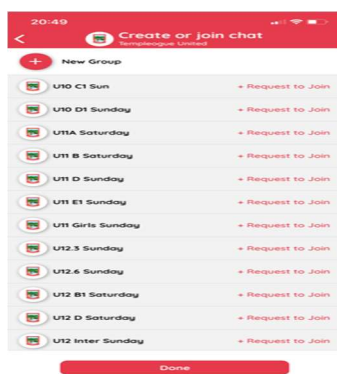 20:49
Create or join chat
Templeogue United
New Group
U10 C1 Sun + Request to Join
U10 D1 Sunday + Request to Join
U11A Saturday + Request to Join
U11 B Saturday + Request to Join
U11 D Sunday + Request to Join
U11 E1 Sunday + Request to Join
U11 Girls Sunday + Request to Join
U12.3 Sunday + Request to Join
U12.6 Sunday + Request to Join
U12 B1 Saturday + Request to Join
U12 D Saturday + Request to Join
U12 Inter Sunday + Request to Join
Done